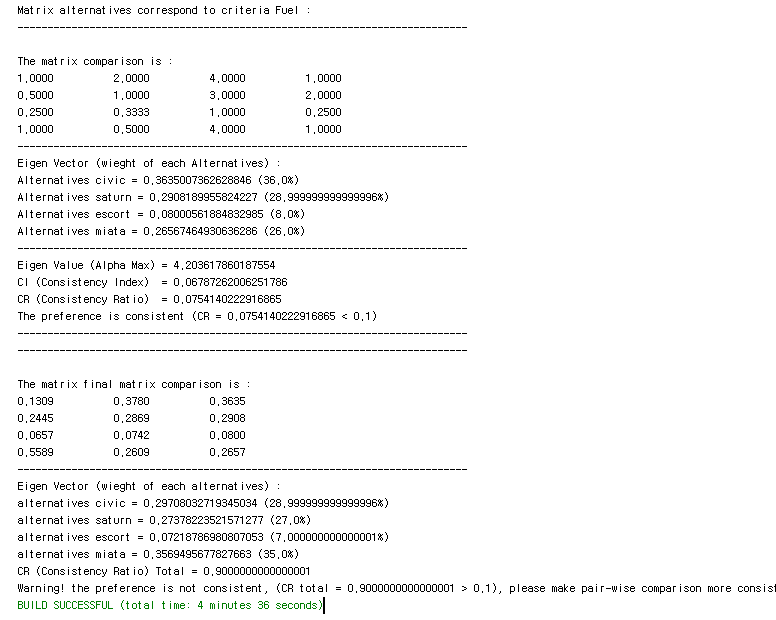 Matrix alternatives correspond to criteria Fuel :
---------------------------------------------------------------------------
The matrix comparison is :
1,0000 2,0000 4,0000 1,0000
0,5000 1,0000 3,0000 2,0000
0,2500 0,3333 1,0000 0,2500
1,0000 0,5000 4,0000 1,0000
---------------------------------------------------------------------------
Eigen Vector (wieght of each Alternatives) :
Alternatives civic = 0,3635007362628846 (36,0%)
Alternatives saturn = 0,2908189955824227 (28,999999999999996%)
Alternatives escort = 0,08000561884832985 (8,0%)
Alternatives miata = 0,26567464930636286 (26,0%)
---------------------------------------------------------------------------
Eigen Value (Alpha Max) = 4,203617860187554
CI (Consistency Index)  = 0,06787262006251786
CR (Consistency Ratio)  = 0,0754140222916865
The preference is consistent (CR = 0,0754140222916865 < 0,1)
---------------------------------------------------------------------------
---------------------------------------------------------------------------
The matrix final matrix comparison is :
0,1309 0,3780 0,3635
0,2445 0,2869 0,2908
0,0657 0,0742 0,0800
0,5589 0,2609 0,2657
---------------------------------------------------------------------------
Eigen Vector (wieght of each alternatives) :
alternatives civic = 0,29708032719345034 (28,999999999999996%)
alternatives saturn = 0,27378223521571277 (27,0%)
alternatives escort = 0,07218786980807053 (7,000000000000001%)
alternatives miata = 0,3569495677827663 (35,0%)
CR (Consistency Ratio) Total = 0,9000000000000001
Warning! the preference is not consistent, (CR total = 0,9000000000000001 > 0,1), please make pair-wise comparison more consist
BUILD SUCCESSFUL (total time: 4 minutes 36 seconds)